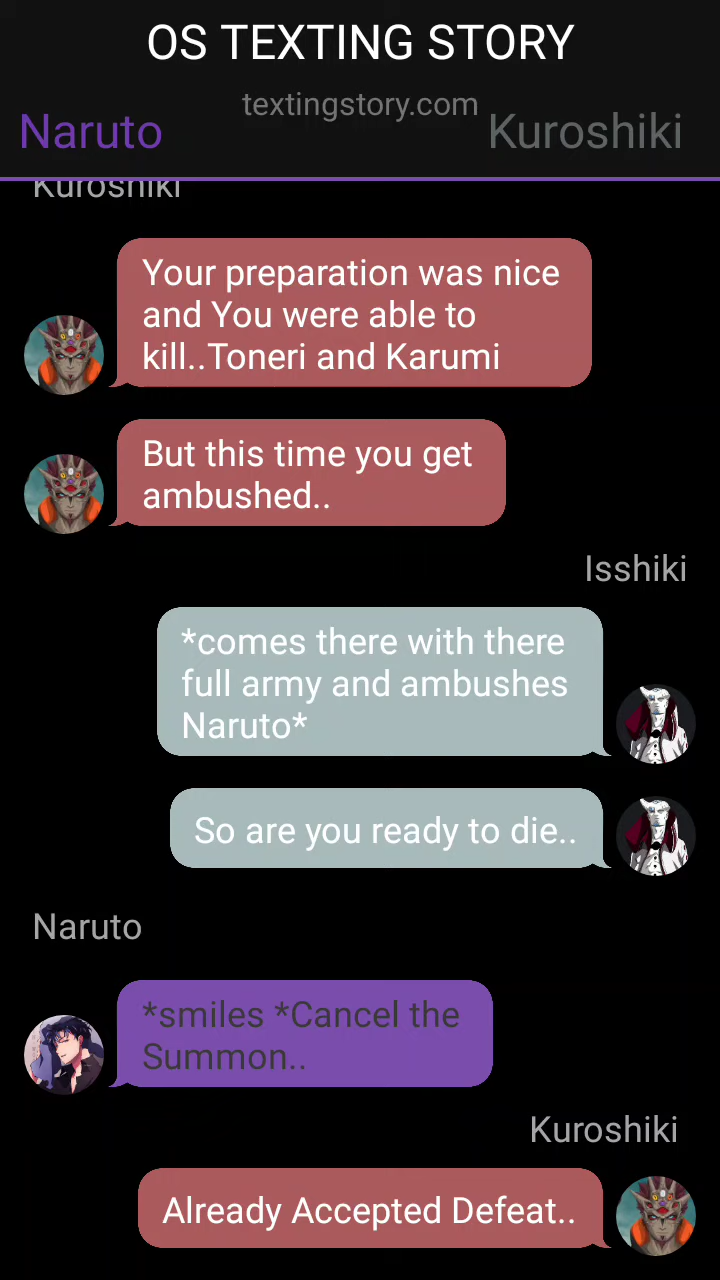 OS TEXTING STORY
textingstory.com
Naruto
Kuroshiki
Kuroshiki
Your preparation was nice
and You were able to
kill..Toneri and Karumi
But this time you get
ambushed..
Isshiki
*comes there with there
full army and ambushes
Naruto*
So are you ready to die..
Naruto
*smiles *Cancel the
Summon..
Kuroshiki
Already Accepted Defeat..